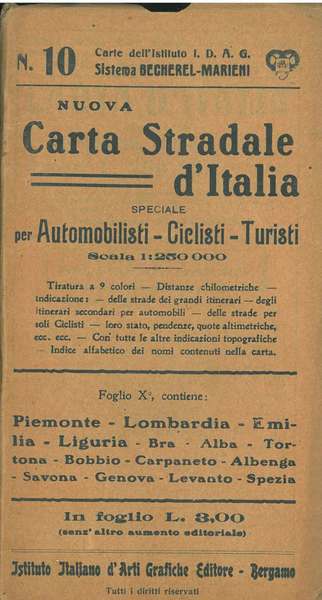 N. 10
Carte dell'Istituto I. D. A. G.
Sistema BECHEREL-MARIENI
NUOVA
Carta Stradale
d'Italia
SPECIALE
per Automobilisti - Ciclisti - Turisti
Scala 1:250 000
Tiratura a 9 colori — Distanze chilometriche —
indicazione: — delle strade dei grandi itinerari — degli
itinerari secondari per automobili — delle strade per
soli Ciclisti — loro stato, pendenze, quote altimetriche,
ecc. ecc. — Con tutte le altre indicazioni topografiche
— Indice alfabetico dei nomi contenuti nella carta.
Foglio X°, contiene:
Piemonte - Lombardia - Emi-
lia - Liguria - Bra - Alba - Tor-
tona - Bobbio - Carpaneto - Albenga
- Savona - Genova - Levanto - Spezia
In foglio L. 3,00
(senz' altro aumento editoriale)
Istituto Italiano d'Arti Grafiche Editore - Bergamo
Tutti i diritti riservati